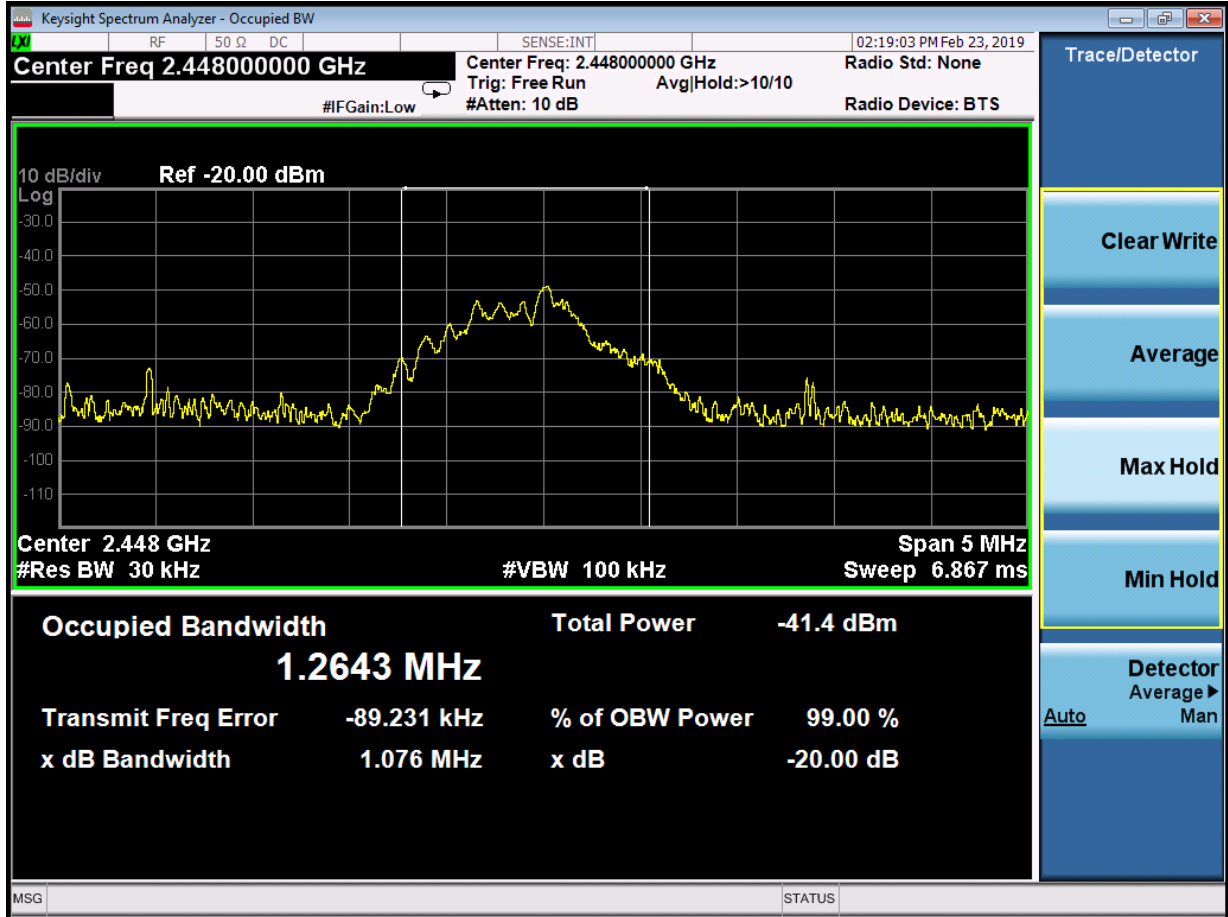 Keysight Spectrum Analyzer - Occupied BW
LXI RF 50 Ω DC SENSE:INT 02:19:03 PM Feb 23, 2019
Center Freq 2.448000000 GHz
Center Freq: 2.448000000 GHz
Radio Std: None
Trig: Free Run Avg|Hold:>10/10
#IFGain:Low
#Atten: 10 dB
Radio Device: BTS
10 dB/div Ref -20.00 dBm
Log
-30.0
-40.0
-50.0
-60.0
-70.0
-80.0
-90.0
-100
-110
Center 2.448 GHz Span 5 MHz
#Res BW 30 kHz #VBW 100 kHz Sweep 6.867 ms
Occupied Bandwidth Total Power -41.4 dBm
1.2643 MHz
Transmit Freq Error -89.231 kHz % of OBW Power 99.00 %
x dB Bandwidth 1.076 MHz x dB -20.00 dB
MSG STATUS
Trace/Detector
Clear Write
Average
Max Hold
Min Hold
Detector
Average▶
Auto Man